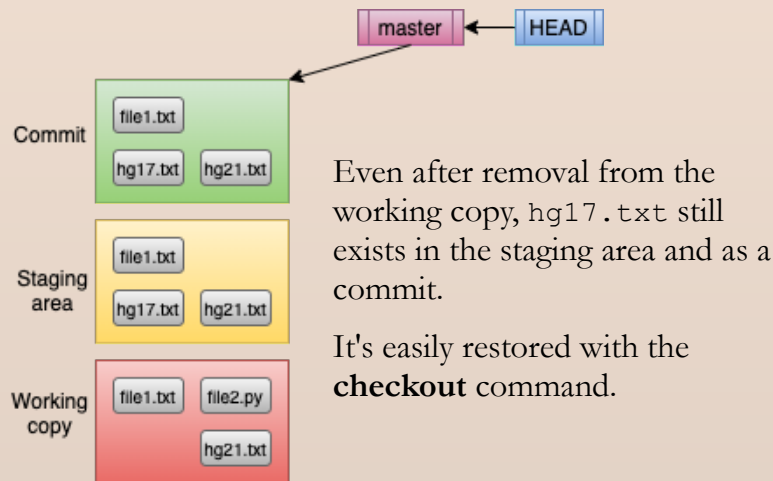 master
HEAD
Commit
file1.txt
hg17.txt
hg21.txt
Staging
area
file1.txt
hg17.txt
hg21.txt
Working
copy
file1.txt
file2.py
hg21.txt
Even after removal from the
working copy, hg17.txt still
exists in the staging area and as a
commit.
It's easily restored with the
checkout command.